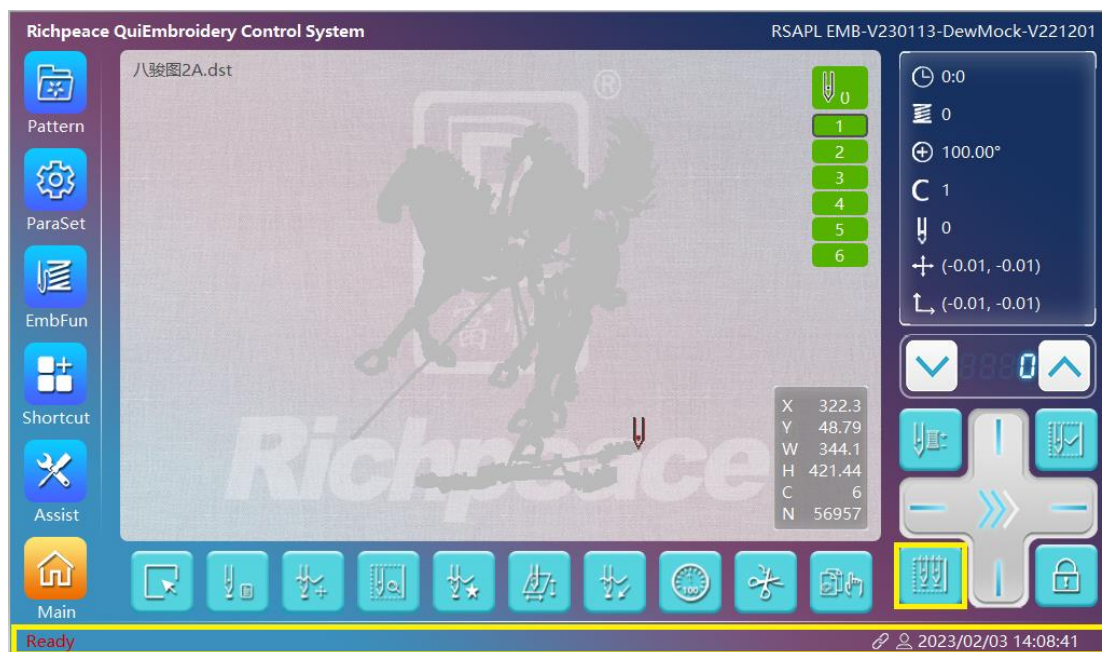 Richpeace QuiEmbroidery Control System
RSAPL EMB-V230113-DewMock-V221201
八骏图2A.dst
®
Richpeace
Pattern
ParaSet
EmbFun
Shortcut
Assist
Main
0
1
2
3
4
5
6
X 322.3
Y 48.79
W 344.1
H 421.44
C 6
N 56957
0:0
0
100.00°
C 1
0
(-0.01, -0.01)
(-0.01, -0.01)
0
100
Ready
2023/02/03 14:08:41